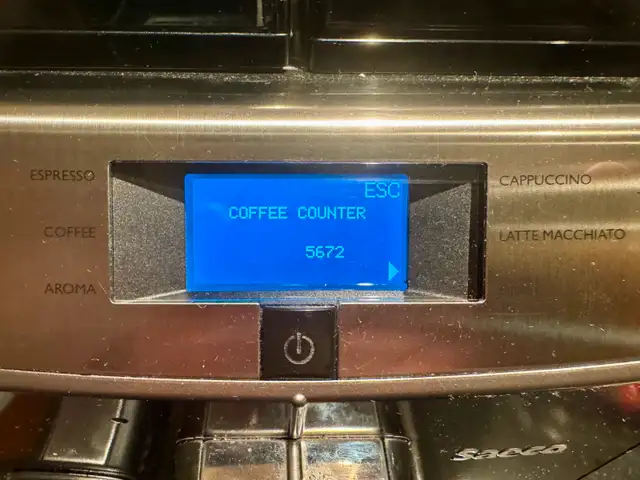 ESC
COFFEE COUNTER
5672
ESPRESSO
COFFEE
AROMA
CAPPUCCINO
LATTE MACCHIATO
Saeco